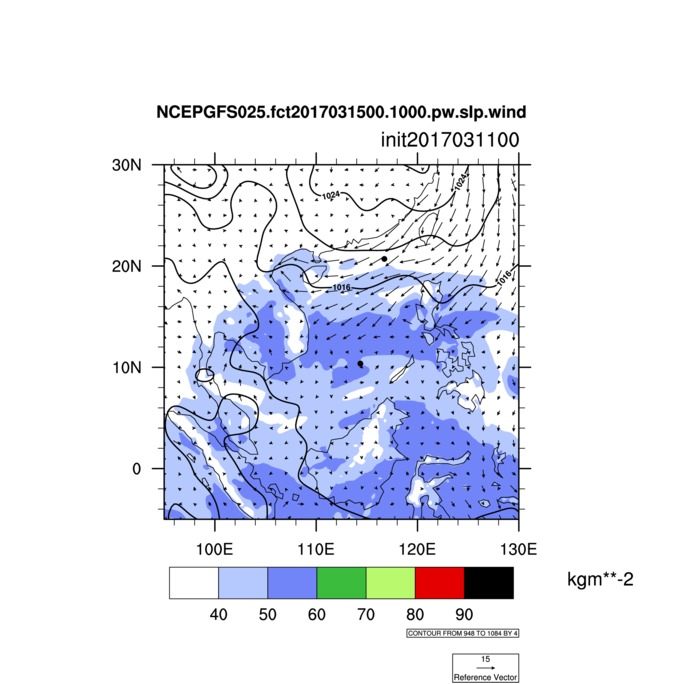 NCEPGFS025.fct2017031500.1000.pw.slp.wind
init2017031100
30N
20N
10N
0
1024
1024
1016
1016
100E 110E 120E 130E
kgm**-2
40 50 60 70 80 90
CONTOUR FROM 948 TO 1084 BY 4
15
Reference Vector